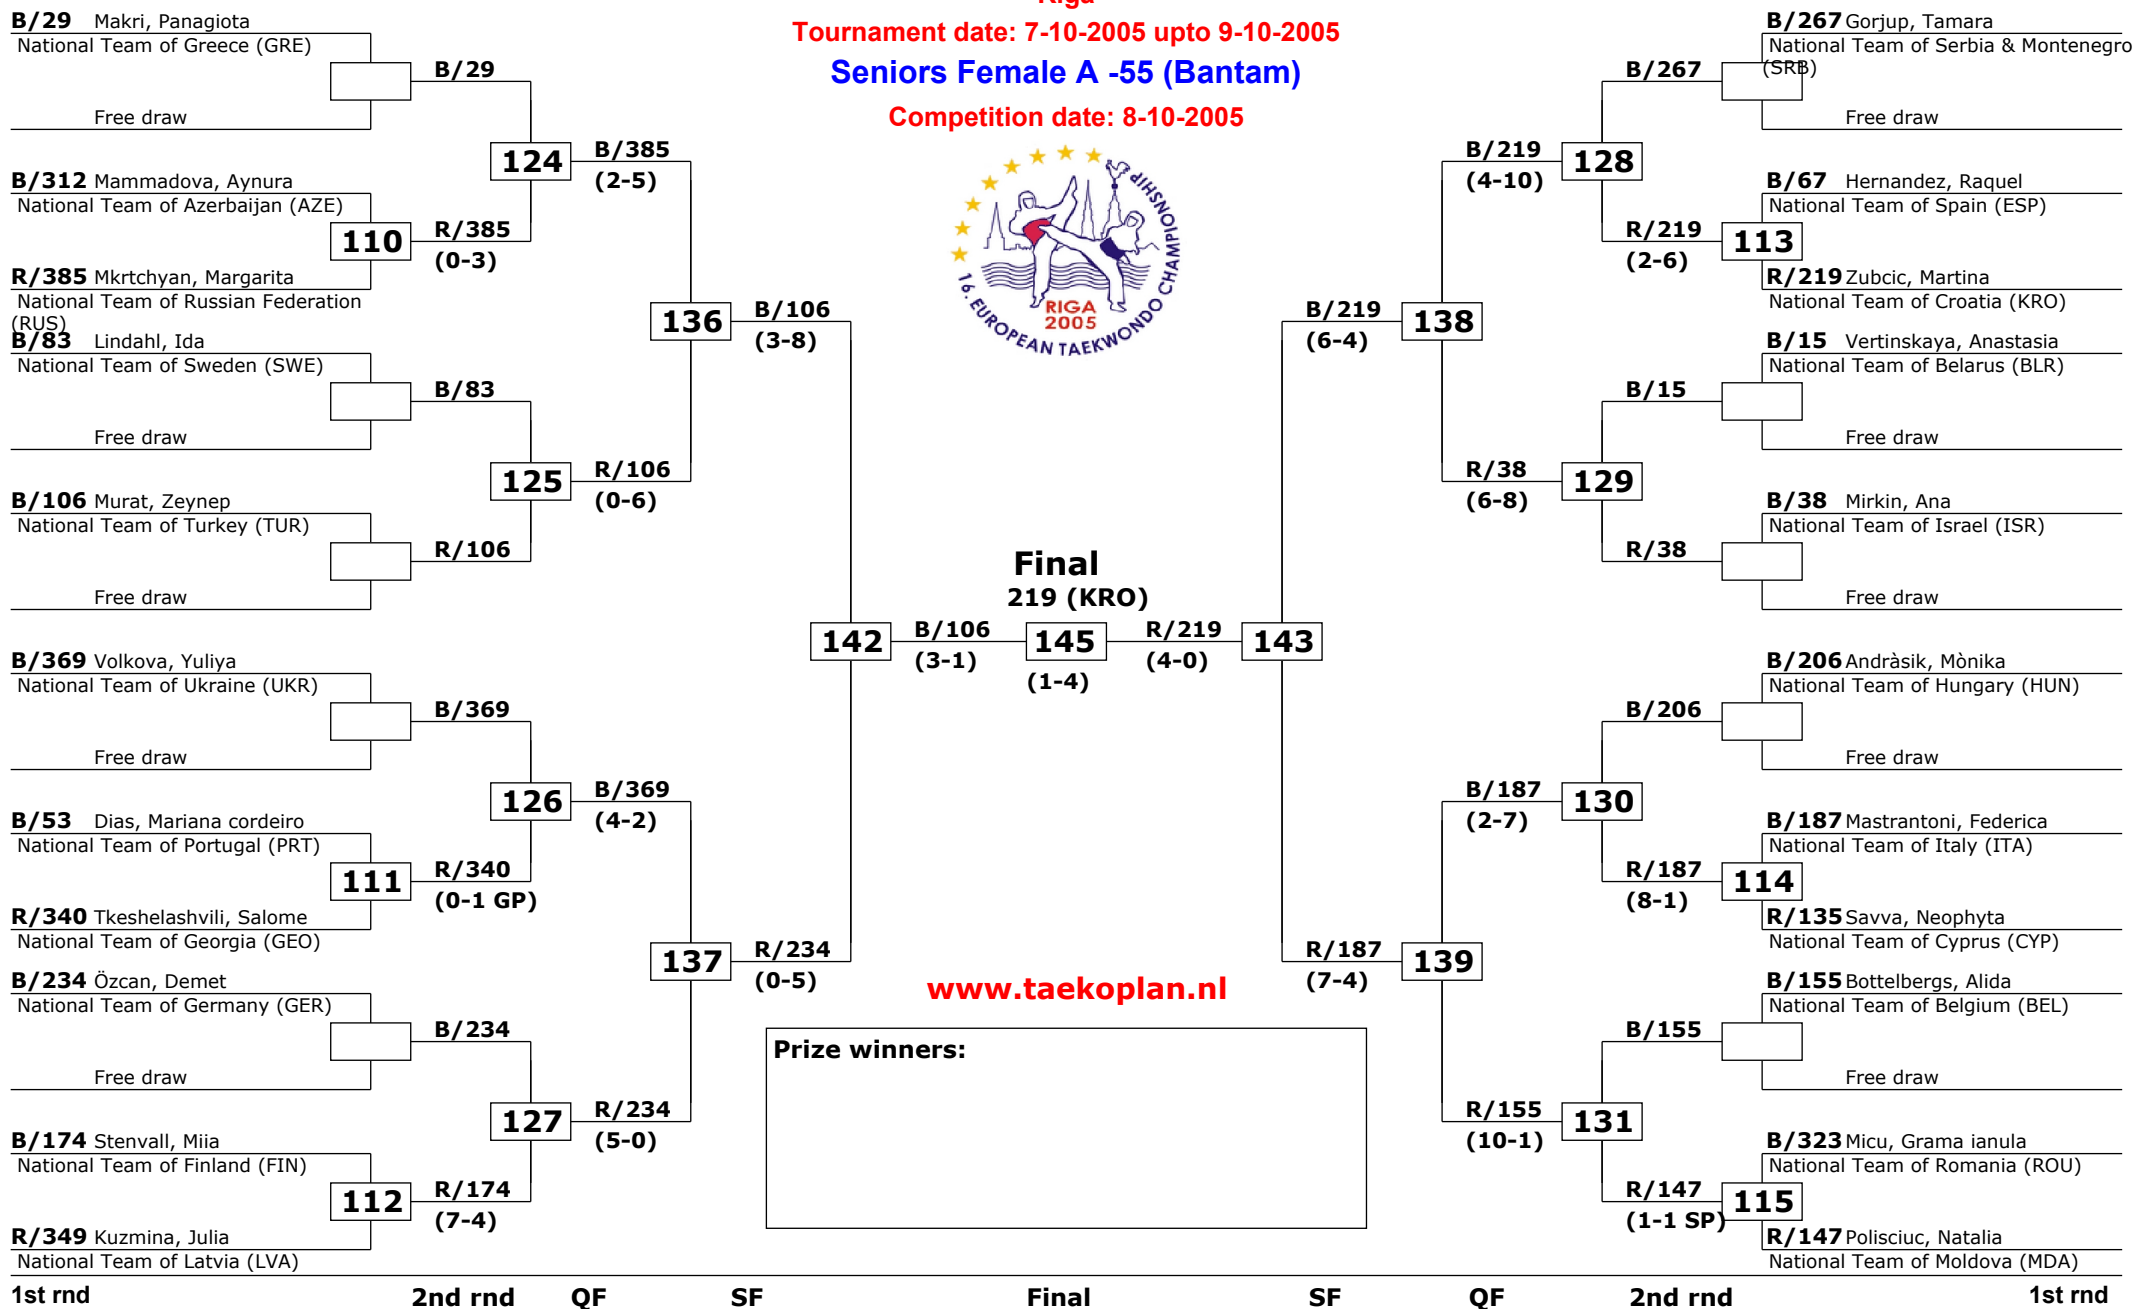 Riga
Tournament date: 7-10-2005 upto 9-10-2005
Seniors Female A -55 (Bantam)
Competition date: 8-10-2005
16. EUROPEAN TAEKWONDO CHAMPIONSHIP
RIGA
2005
B/29 Makri, Panagiota
National Team of Greece (GRE)
Free draw
B/312 Mammadova, Aynura
National Team of Azerbaijan (AZE)
R/385 Mkrtchyan, Margarita
National Team of Russian Federation
(RUS)
B/83 Lindahl, Ida
National Team of Sweden (SWE)
Free draw
B/106 Murat, Zeynep
National Team of Turkey (TUR)
Free draw
B/369 Volkova, Yuliya
National Team of Ukraine (UKR)
Free draw
B/53 Dias, Mariana cordeiro
National Team of Portugal (PRT)
R/340 Tkeshelashvili, Salome
National Team of Georgia (GEO)
B/234 Özcan, Demet
National Team of Germany (GER)
Free draw
B/174 Stenvall, Miia
National Team of Finland (FIN)
R/349 Kuzmina, Julia
National Team of Latvia (LVA)
110
111
112
B/29
R/385
(0-3)
B/83
R/106
B/369
R/340
(0-1 GP)
B/234
R/174
(7-4)
124
125
126
127
B/385
(2-5)
R/106
(0-6)
B/369
(4-2)
R/234
(5-0)
136
137
B/106
(3-8)
R/234
(0-5)
142
B/106
(3-1)
Final
219 (KRO)
145
(1-4)
R/219
(4-0)
143
B/219
(6-4)
R/187
(7-4)
138
139
B/219
(4-10)
R/38
(6-8)
B/187
(2-7)
R/155
(10-1)
128
129
130
131
B/267
R/219
(2-6)
B/15
R/38
B/206
R/187
(8-1)
B/155
R/147
(1-1 SP)
113
114
115
B/267 Gorjup, Tamara
National Team of Serbia & Montenegro
(SRB)
Free draw
B/67 Hernandez, Raquel
National Team of Spain (ESP)
R/219 Zubcic, Martina
National Team of Croatia (KRO)
B/15 Vertinskaya, Anastasia
National Team of Belarus (BLR)
Free draw
B/38 Mirkin, Ana
National Team of Israel (ISR)
Free draw
B/206 Andràsik, Mònika
National Team of Hungary (HUN)
Free draw
B/187 Mastrantoni, Federica
National Team of Italy (ITA)
R/135 Savva, Neophyta
National Team of Cyprus (CYP)
B/155 Bottelbergs, Alida
National Team of Belgium (BEL)
Free draw
B/323 Micu, Grama ianula
National Team of Romania (ROU)
R/147 Polisciuc, Natalia
National Team of Moldova (MDA)
www.taekoplan.nl
Prize winners:
1st rnd 2nd rnd QF SF Final SF QF 2nd rnd 1st rnd